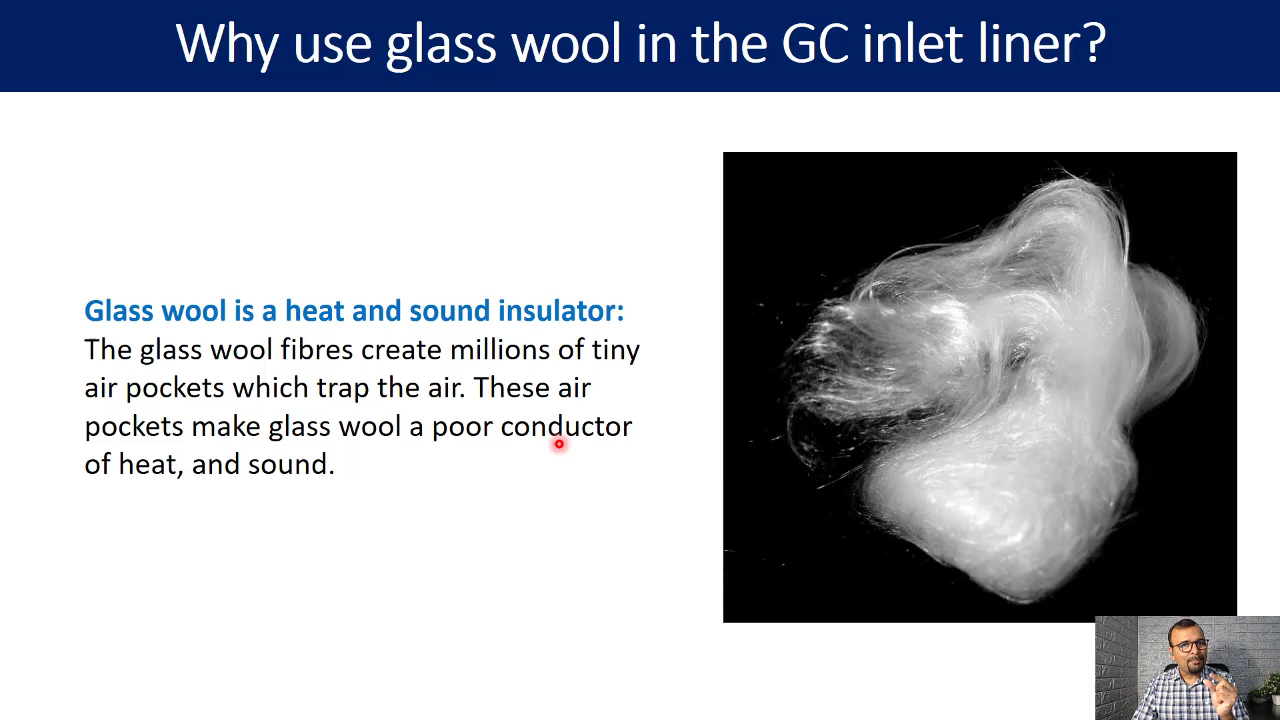 Why use glass wool in the GC inlet liner?
Glass wool is a heat and sound insulator:
The glass wool fibres create millions of tiny
air pockets which trap the air. These air
pockets make glass wool a poor conductor
of heat, and sound.